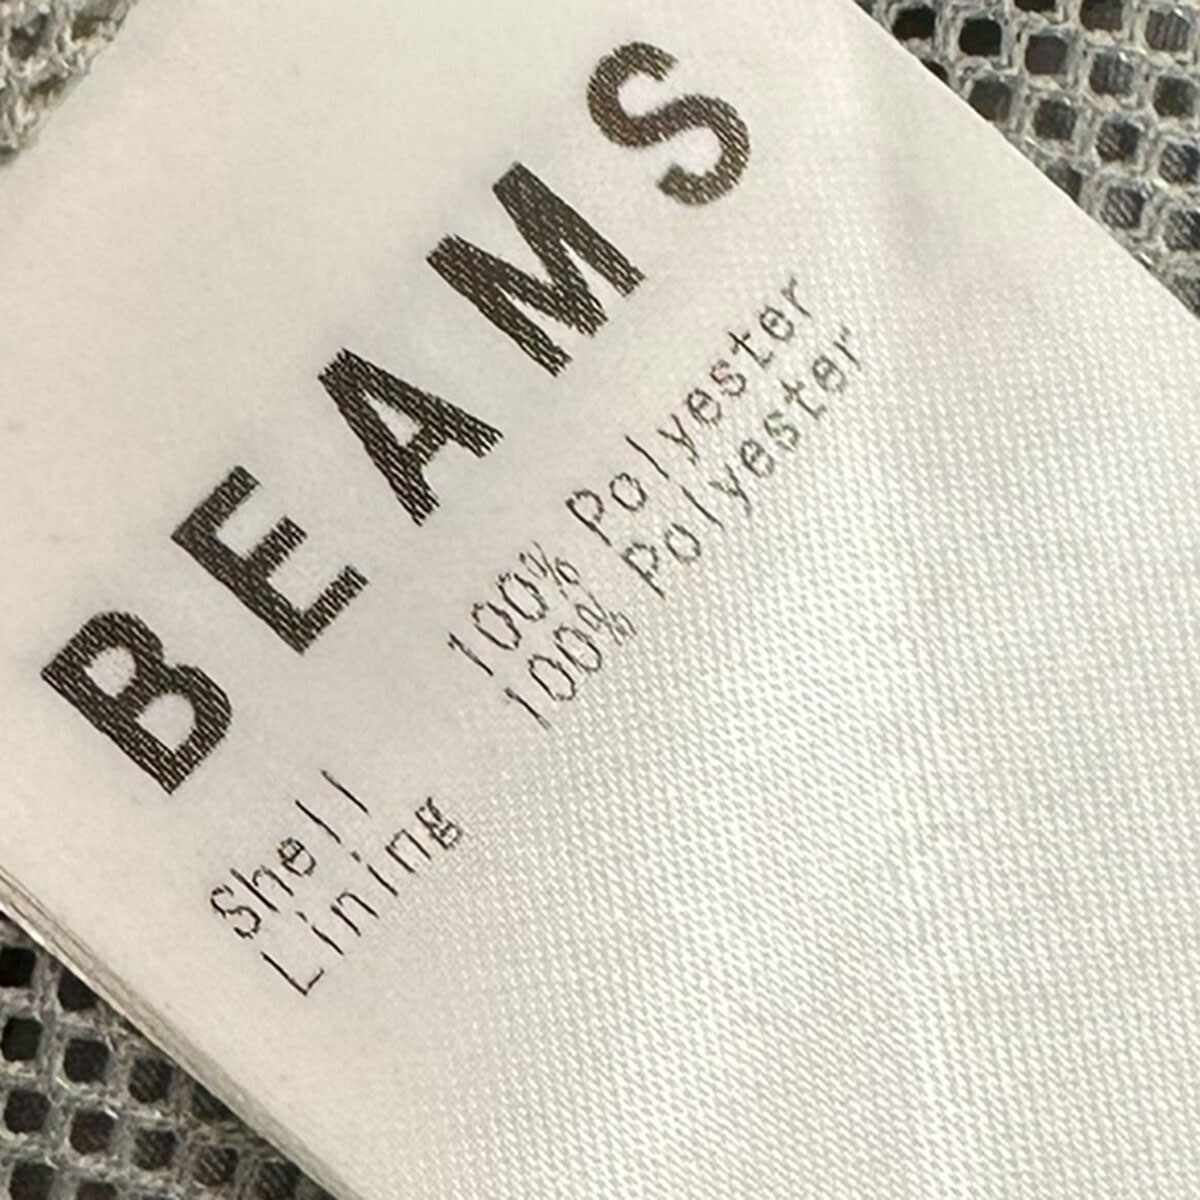 BEAMS
Shell 100% Polyester
Lining 100% Polyester